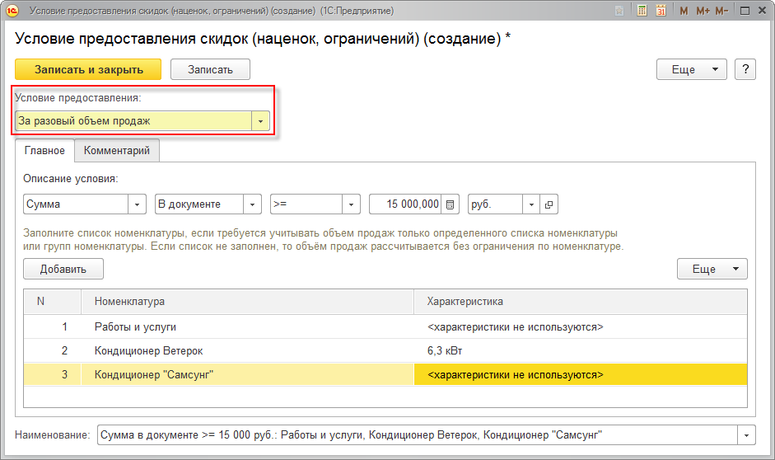 Условие предоставления скидок (наценок, ограничений) (создание) (1С:Предприятие)
M M+ M-
Условие предоставления скидок (наценок, ограничений) (создание) *
Записать и закрыть Записать Еще ?
Условие предоставления:
За разовый объем продаж
Главное Комментарий
Описание условия:
Сумма В документе >= 15 000,000 руб.
Заполните список номенклатуры, если требуется учитывать объем продаж только определенного списка номенклатуры
или групп номенклатуры. Если список не заполнен, то объём продаж рассчитывается без ограничения по номенклатуре.
Добавить Еще
N Номенклатура Характеристика
1 Работы и услуги <характеристики не используются>
2 Кондиционер Ветерок 6,3 кВт
3 Кондиционер "Самсунг" <характеристики не используются>
Наименование: Сумма в документе >= 15 000 руб.: Работы и услуги, Кондиционер Ветерок, Кондиционер "Самсунг"